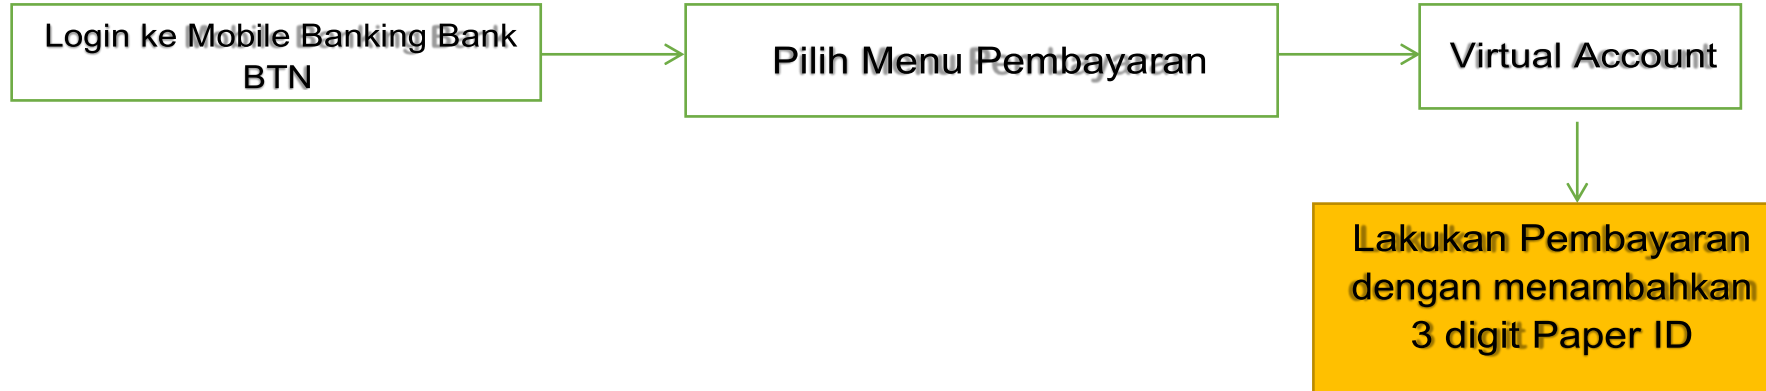 Login ke Mobile Banking Bank
BTN
Pilih Menu Pembayaran
Virtual Account
Lakukan Pembayaran
dengan menambahkan
3 digit Paper ID